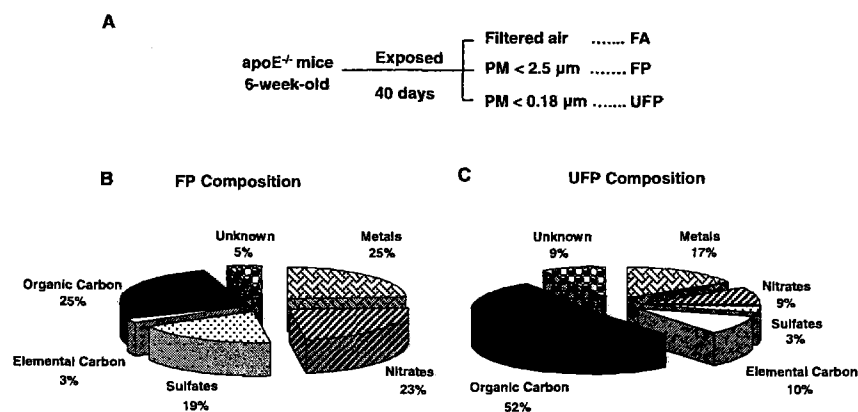 A
apoE-/- mice
6-week-old
Exposed
40 days
Filtered air ....... FA
PM < 2.5 µm ....... FP
PM < 0.18 µm ....... UFP
B
FP Composition
Unknown
5%
Metals
25%
Organic Carbon
25%
Elemental Carbon
3%
Sulfates
19%
Nitrates
23%
C
UFP Composition
Unknown
9%
Metals
17%
Nitrates
9%
Sulfates
3%
Elemental Carbon
10%
Organic Carbon
52%